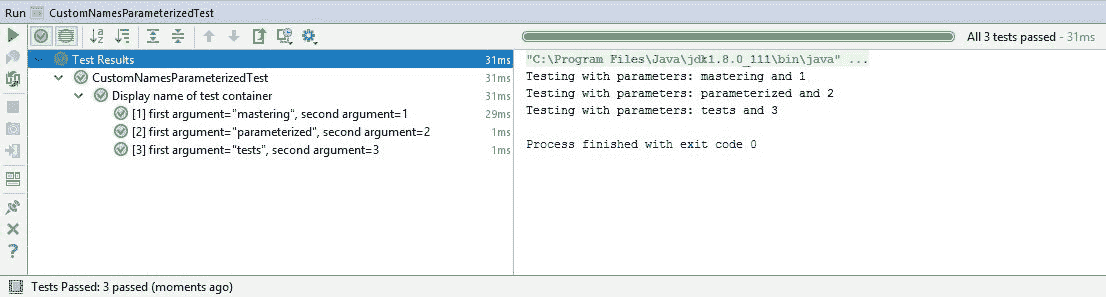 Run CustomNamesParameterizedTest
All 3 tests passed - 31ms
Test Results 31ms
CustomNamesParameterizedTest 31ms
Display name of test container 31ms
[1] first argument="mastering", second argument=1 29ms
[2] first argument="parameterized", second argument=2 1ms
[3] first argument="tests", second argument=3 1ms
"C:\Program Files\Java\jdk1.8.0_111\bin\java" ...
Testing with parameters: mastering and 1
Testing with parameters: parameterized and 2
Testing with parameters: tests and 3
Process finished with exit code 0
Tests Passed: 3 passed (moments ago)